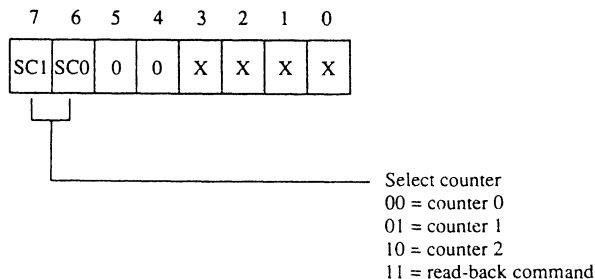 7 6 5 4 3 2 1 0
SC1 SC0 0 0 X X X X
Select counter
00 = counter 0
01 = counter 1
10 = counter 2
11 = read-back command